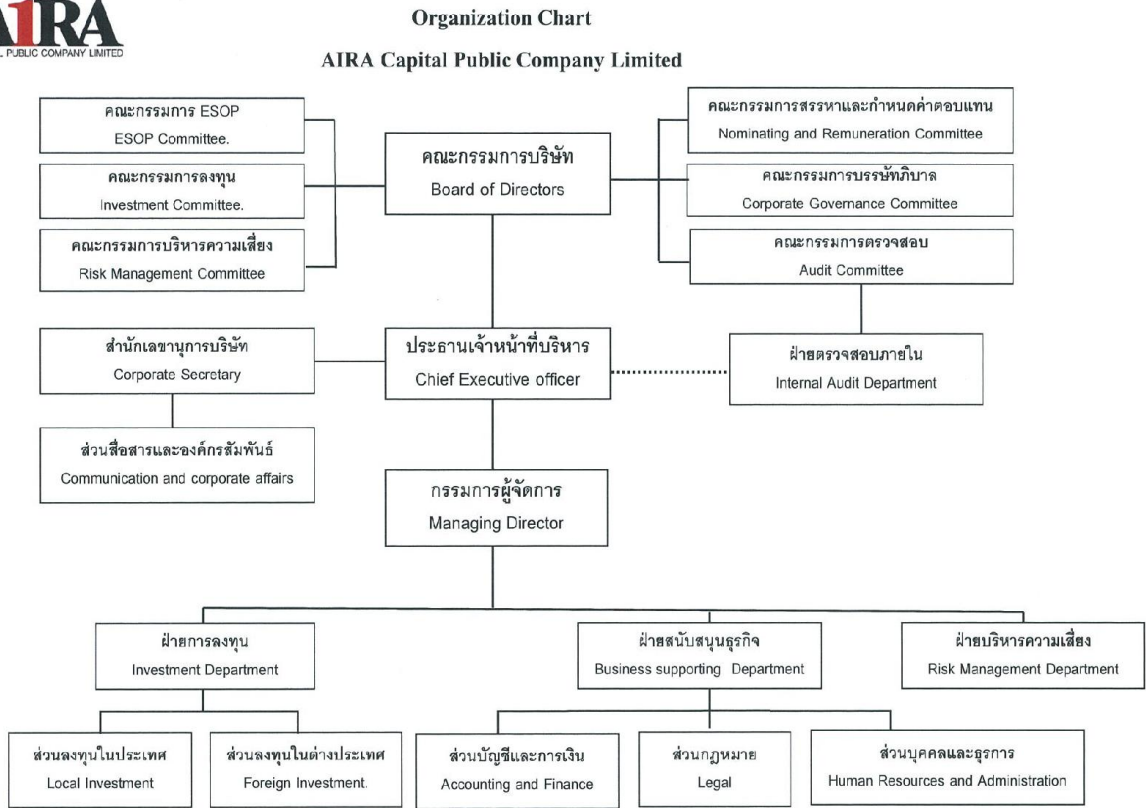 AIRA
L PUBLIC COMPANY LIMITED
Organization Chart
AIRA Capital Public Company Limited
คณะกรรมการ ESOP
ESOP Committee.
คณะกรรมการลงทุน
Investment Committee.
คณะกรรมการบริหารความเสี่ยง
Risk Management Committee
คณะกรรมการบริษัท
Board of Directors
คณะกรรมการสรรหาและกำหนดค่าตอบแทน
Nominating and Remuneration Committee
คณะกรรมการบรรษัทภิบาล
Corporate Governance Committee
คณะกรรมการตรวจสอบ
Audit Committee
สำนักเลขานุการบริษัท
Corporate Secretary
ประธานเจ้าหน้าที่บริหาร
Chief Executive officer
ฝ่ายตรวจสอบภายใน
Internal Audit Department
ส่วนสื่อสารและองค์กรสัมพันธ์
Communication and corporate affairs
กรรมการผู้จัดการ
Managing Director
ฝ่ายการลงทุน
Investment Department
ฝ่ายสนับสนุนธุรกิจ
Business supporting Department
ฝ่ายบริหารความเสี่ยง
Risk Management Department
ส่วนลงทุนในประเทศ
Local Investment
ส่วนลงทุนในต่างประเทศ
Foreign Investment.
ส่วนบัญชีและการเงิน
Accounting and Finance
ส่วนกฎหมาย
Legal
ส่วนบุคคลและธุรการ
Human Resources and Administration